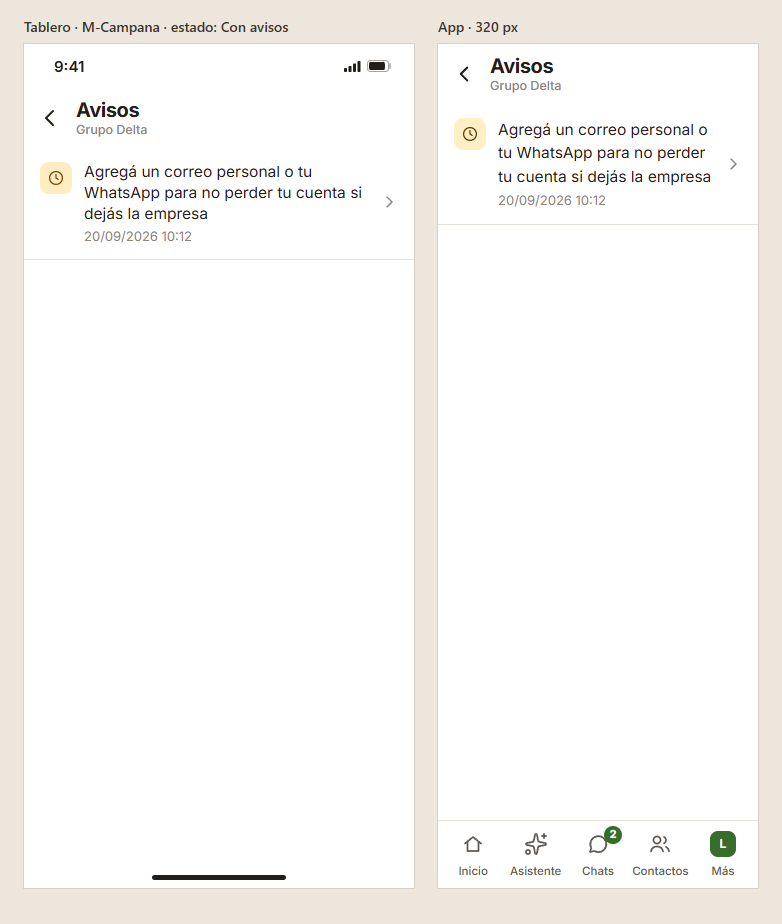 Tablero · M-Campana · estado: Con avisos
9:41
Avisos
Grupo Delta
Agregá un correo personal o tu
WhatsApp para no perder tu cuenta si
dejás la empresa
20/09/2026 10:12
App · 320 px
Avisos
Grupo Delta
Agregá un correo personal o
tu WhatsApp para no perder
tu cuenta si dejás la empresa
20/09/2026 10:12
2
L
Inicio Asistente Chats Contactos Más